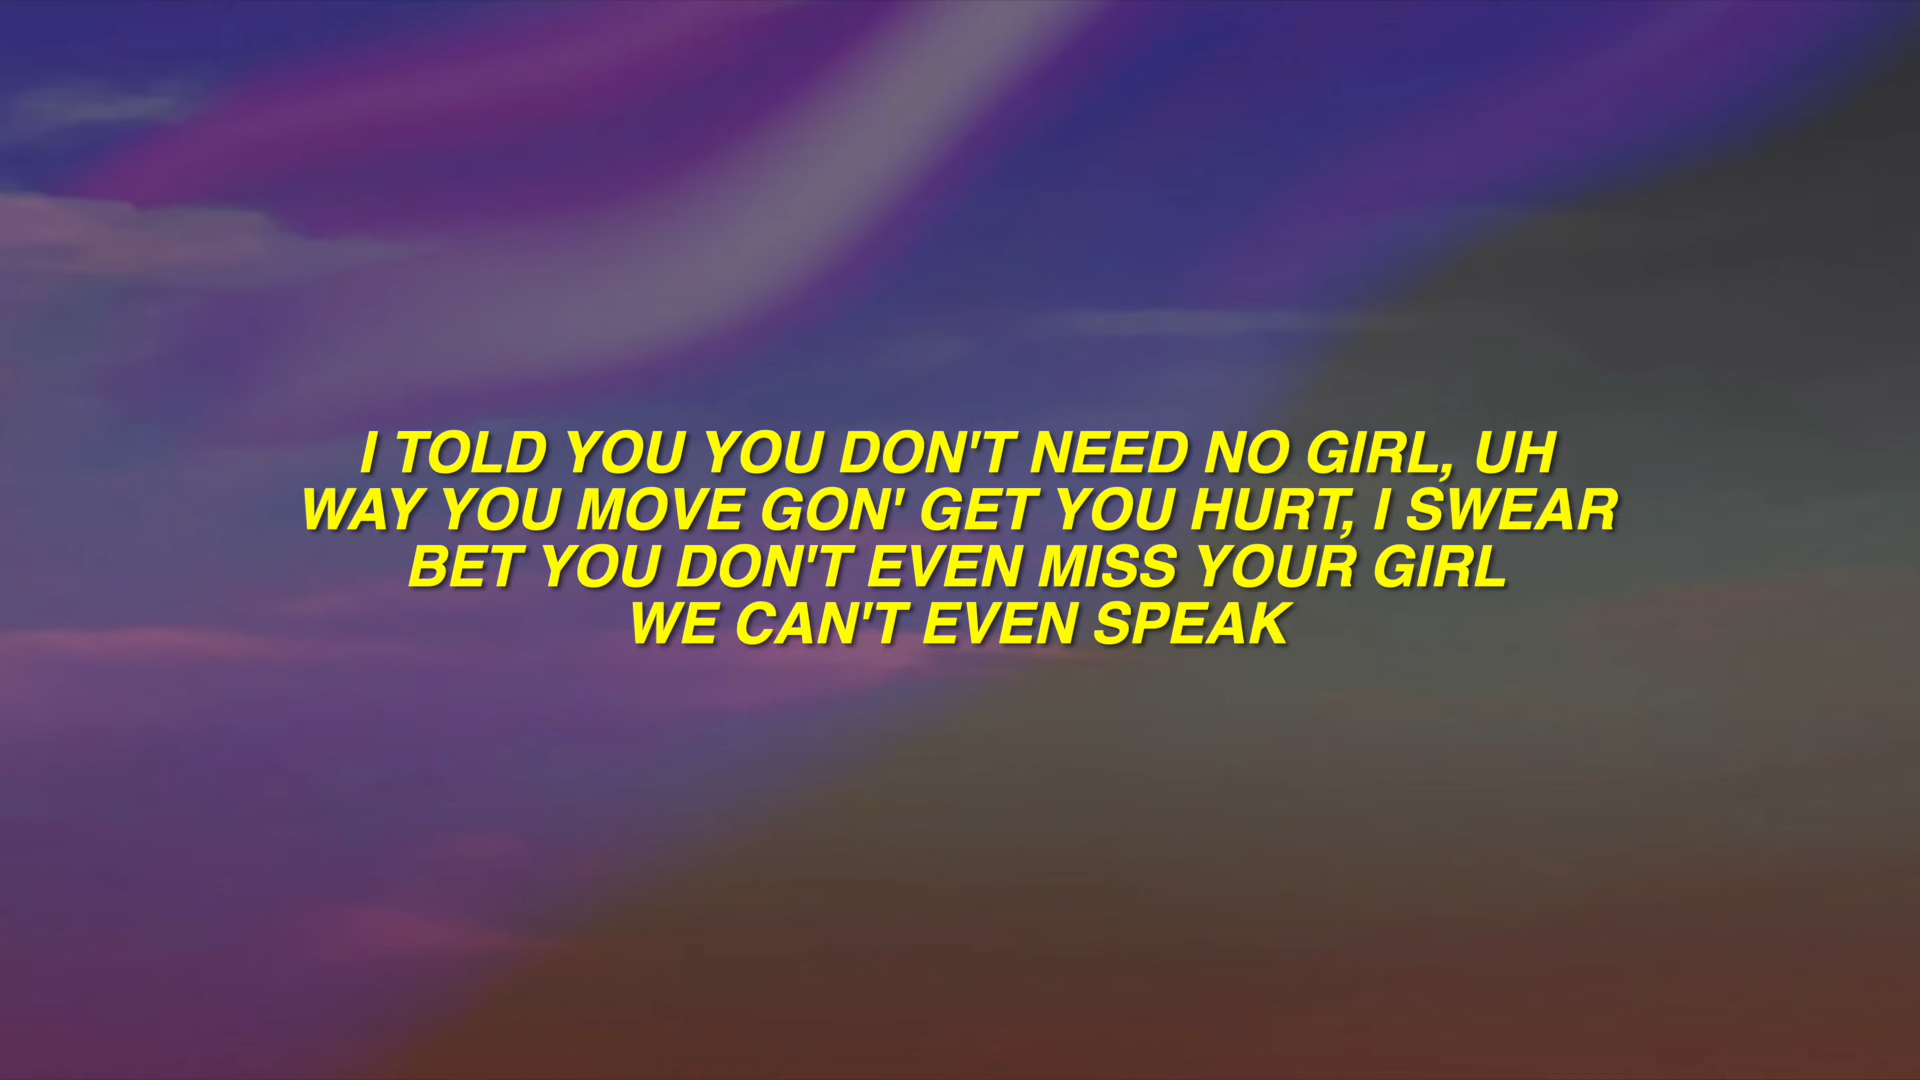 I TOLD YOU YOU DON'T NEED NO GIRL, UH
WAY YOU MOVE GON' GET YOU HURT, I SWEAR
BET YOU DON'T EVEN MISS YOUR GIRL
WE CAN'T EVEN SPEAK